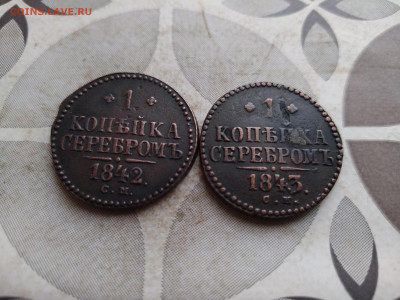 COINS.LAVE.RU
1
КОПѢЙКА
СЕРЕБРОМЪ
1842.
С. М.
1
КОПѢЙКА
СЕРЕБРОМЪ
1843.
С. М.